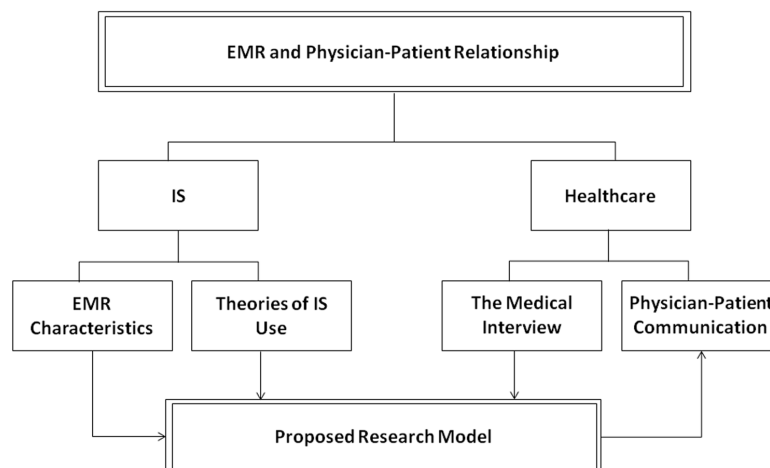 EMR and Physician-Patient Relationship
IS
Healthcare
EMR
Characteristics
Theories of IS
Use
The Medical
Interview
Physician-Patient
Communication
Proposed Research Model